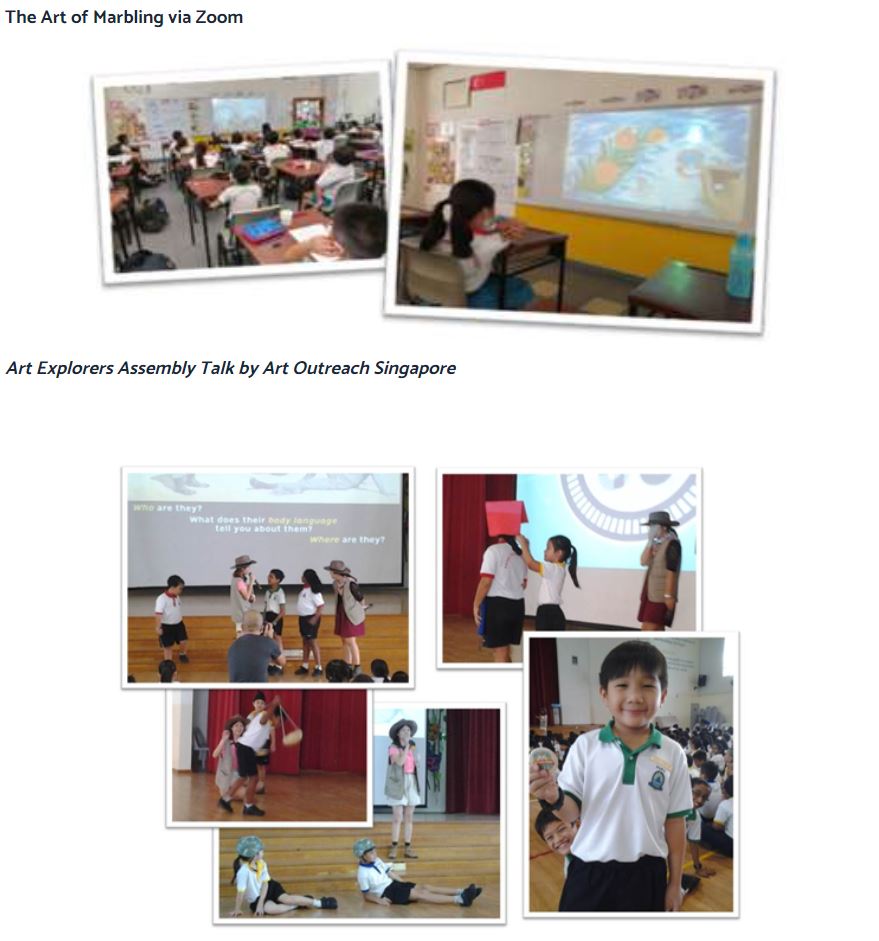 The Art of Marbling via Zoom
Art Explorers Assembly Talk by Art Outreach Singapore
Who are they?
What does their body language
tell you about them?
Where are they?